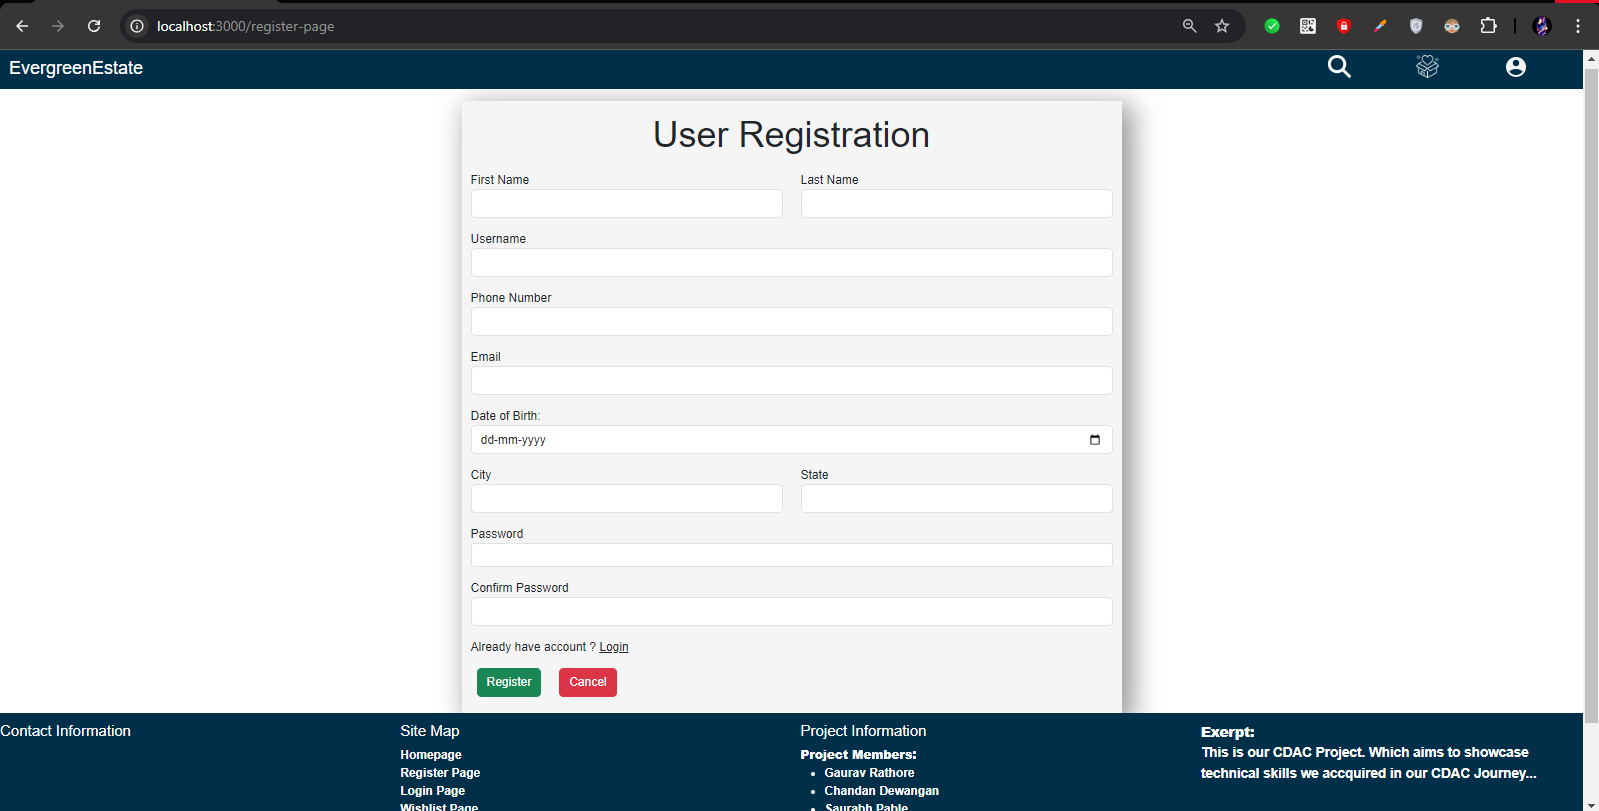 localhost:3000/register-page
EvergreenEstate
User Registration
First Name Last Name
Username
Phone Number
Email
Date of Birth:
dd-mm-yyyy
City State
Password
Confirm Password
Already have account ? Login
Register Cancel
Contact Information
Site Map
Homepage
Register Page
Login Page
Wishlist Page
Project Information
Project Members:
Gaurav Rathore
Chandan Dewangan
Saurabh Pable
Exerpt:
This is our CDAC Project. Which aims to showcase
technical skills we accquired in our CDAC Journey...